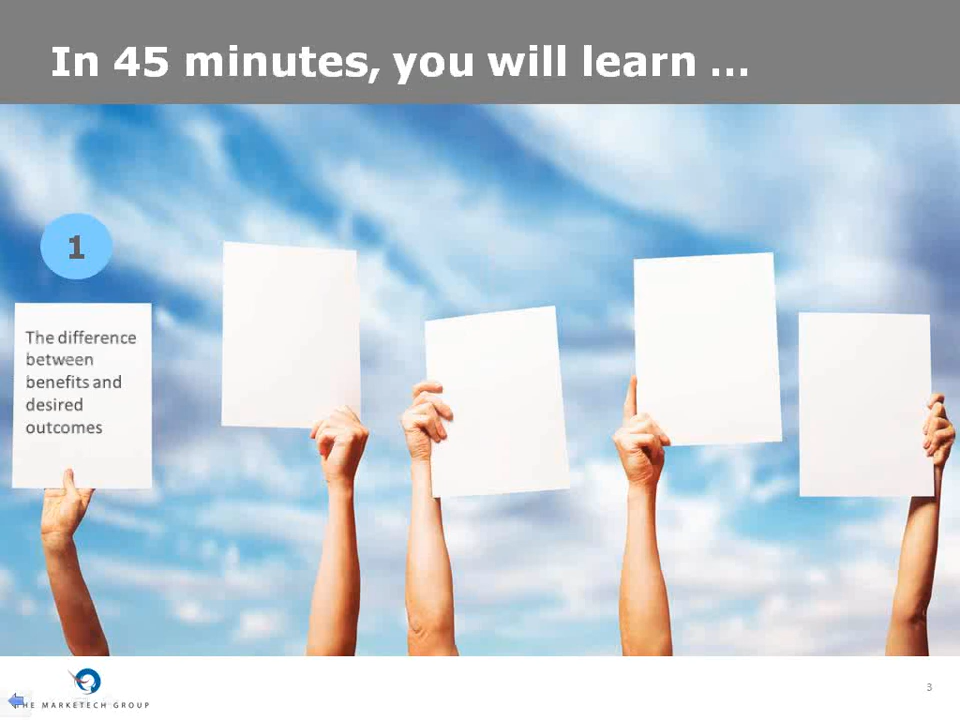 In 45 minutes, you will learn ...
1
The difference
between
benefits and
desired
outcomes
THE MARKETECH GROUP
3